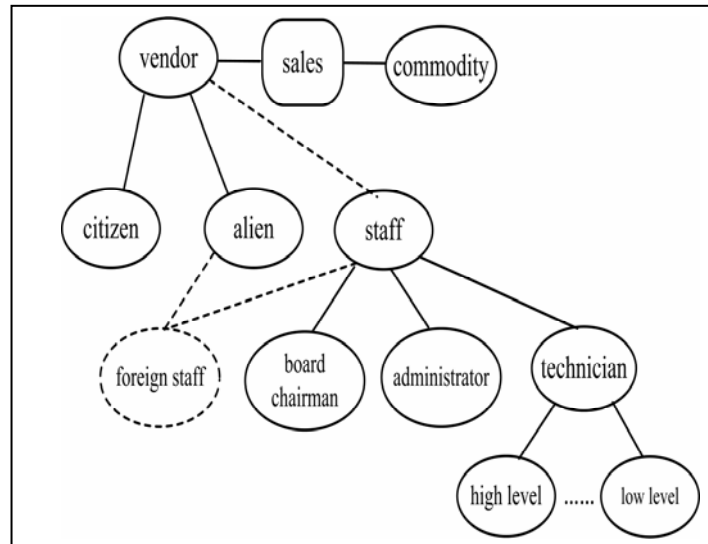 vendor
sales
commodity
citizen
alien
staff
foreign staff
board
chairman
administrator
technician
high level
......
low level